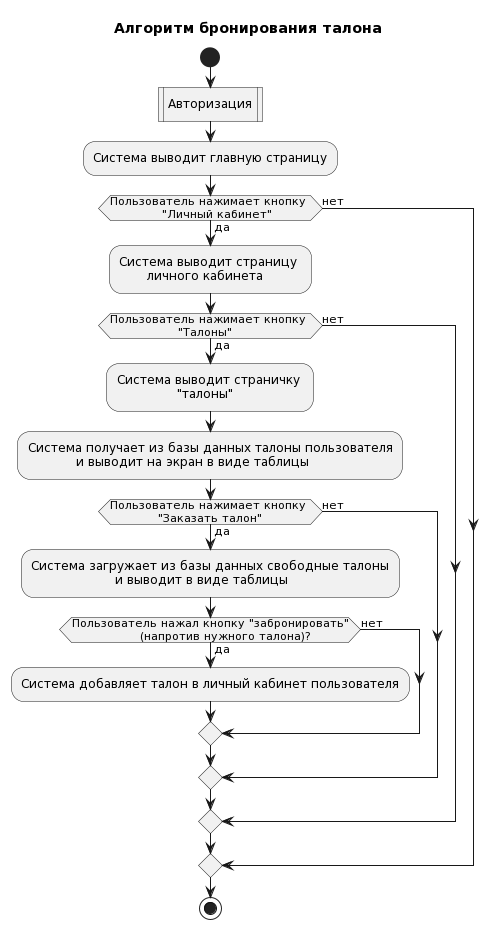 Алгоритм бронирования талона
Авторизация
Система выводит главную страницу
Пользователь нажимает кнопку
"Личный кабинет"
нет
да
Система выводит страницу
личного кабинета
Пользователь нажимает кнопку
"Талоны"
нет
да
Система выводит страничку
"талоны"
Система получает из базы данных талоны пользователя
и выводит на экран в виде таблицы
Пользователь нажимает кнопку
"Заказать талон"
нет
да
Система загружает из базы данных свободные талоны
и выводит в виде таблицы
Пользователь нажал кнопку "забронировать"
(напротив нужного талона)?
нет
да
Система добавляет талон в личный кабинет пользователя